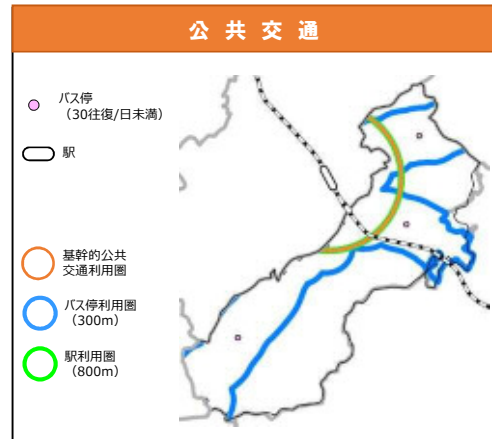 公共交通
バス停
（30往復/日未満）
駅
基幹的公共
交通利用圏
バス停利用圏
（300m）
駅利用圏
（800m）